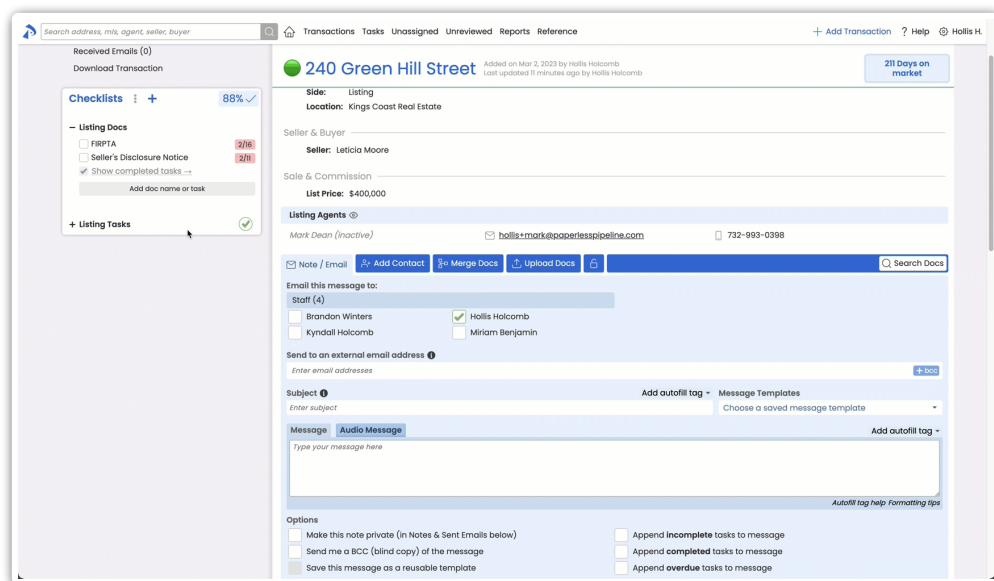 Search address, mls, agent, seller, buyer
Transactions Tasks Unassigned Unreviewed Reports Reference
+ Add Transaction ? Help Hollis H.
Received Emails (0)
Download Transaction
Checklists + 88%
− Listing Docs
FIRPTA 2/16
Seller's Disclosure Notice 2/11
Show completed tasks →
Add doc name or task
+ Listing Tasks
240 Green Hill Street
Added on Mar 2, 2023 by Hollis Holcomb
Last updated 11 minutes ago by Hollis Holcomb
211 Days on
market
Side: Listing
Location: Kings Coast Real Estate
Seller & Buyer
Seller: Leticia Moore
Sale & Commission
List Price: $400,000
Listing Agents
Mark Dean (inactive) hollis+mark@paperlesspipeline.com 732-993-0398
Note / Email Add Contact Merge Docs Upload Docs Search Docs
Email this message to:
Staff (4)
Brandon Winters Hollis Holcomb
Kyndall Holcomb Miriam Benjamin
Send to an external email address
Enter email addresses + bcc
Subject Add autofill tag Message Templates
Enter subject Choose a saved message template
Message Audio Message Add autofill tag
Type your message here
Autofill tag help Formatting tips
Options
Make this note private (in Notes & Sent Emails below) Append incomplete tasks to message
Send me a BCC (blind copy) of the message Append completed tasks to message
Save this message as a reusable template Append overdue tasks to message